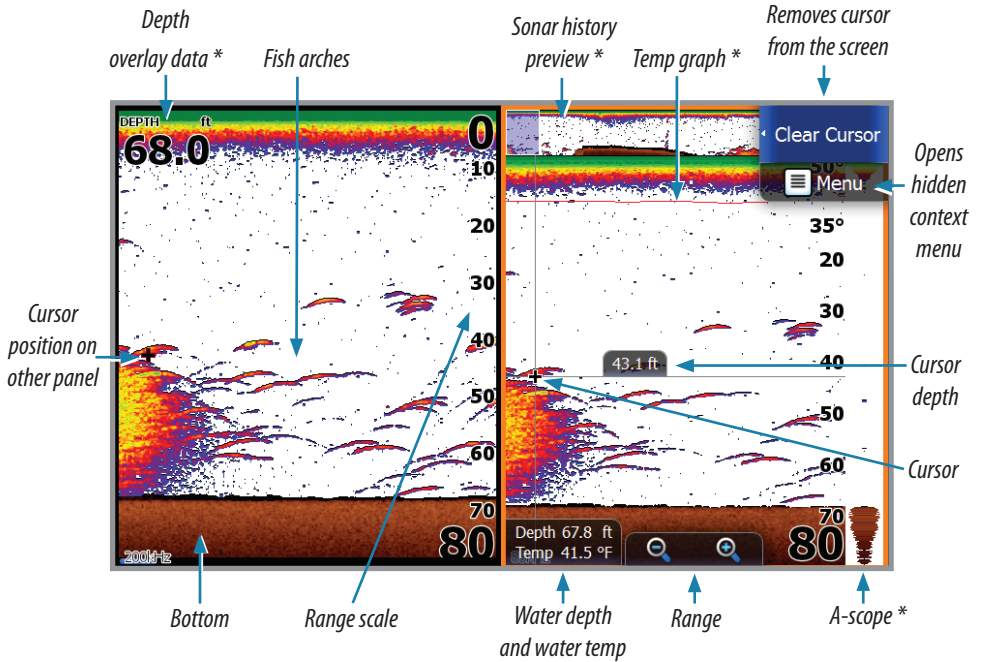 Depth
overlay data *
Fish arches
Sonar history
preview *
Temp graph *
Removes cursor
from the screen
DEPTH ft
68.0
0
10
20
30
40
50
60
70
80
200kHz
Clear Cursor
Menu
50°
35°
20
30
40
50
60
70
80
43.1 ft
Depth 67.8 ft
Temp 41.5 °F
Opens
hidden
context
menu
Cursor
position on
other panel
Cursor
depth
Cursor
Bottom
Range scale
Water depth
and water temp
Range
A-scope *